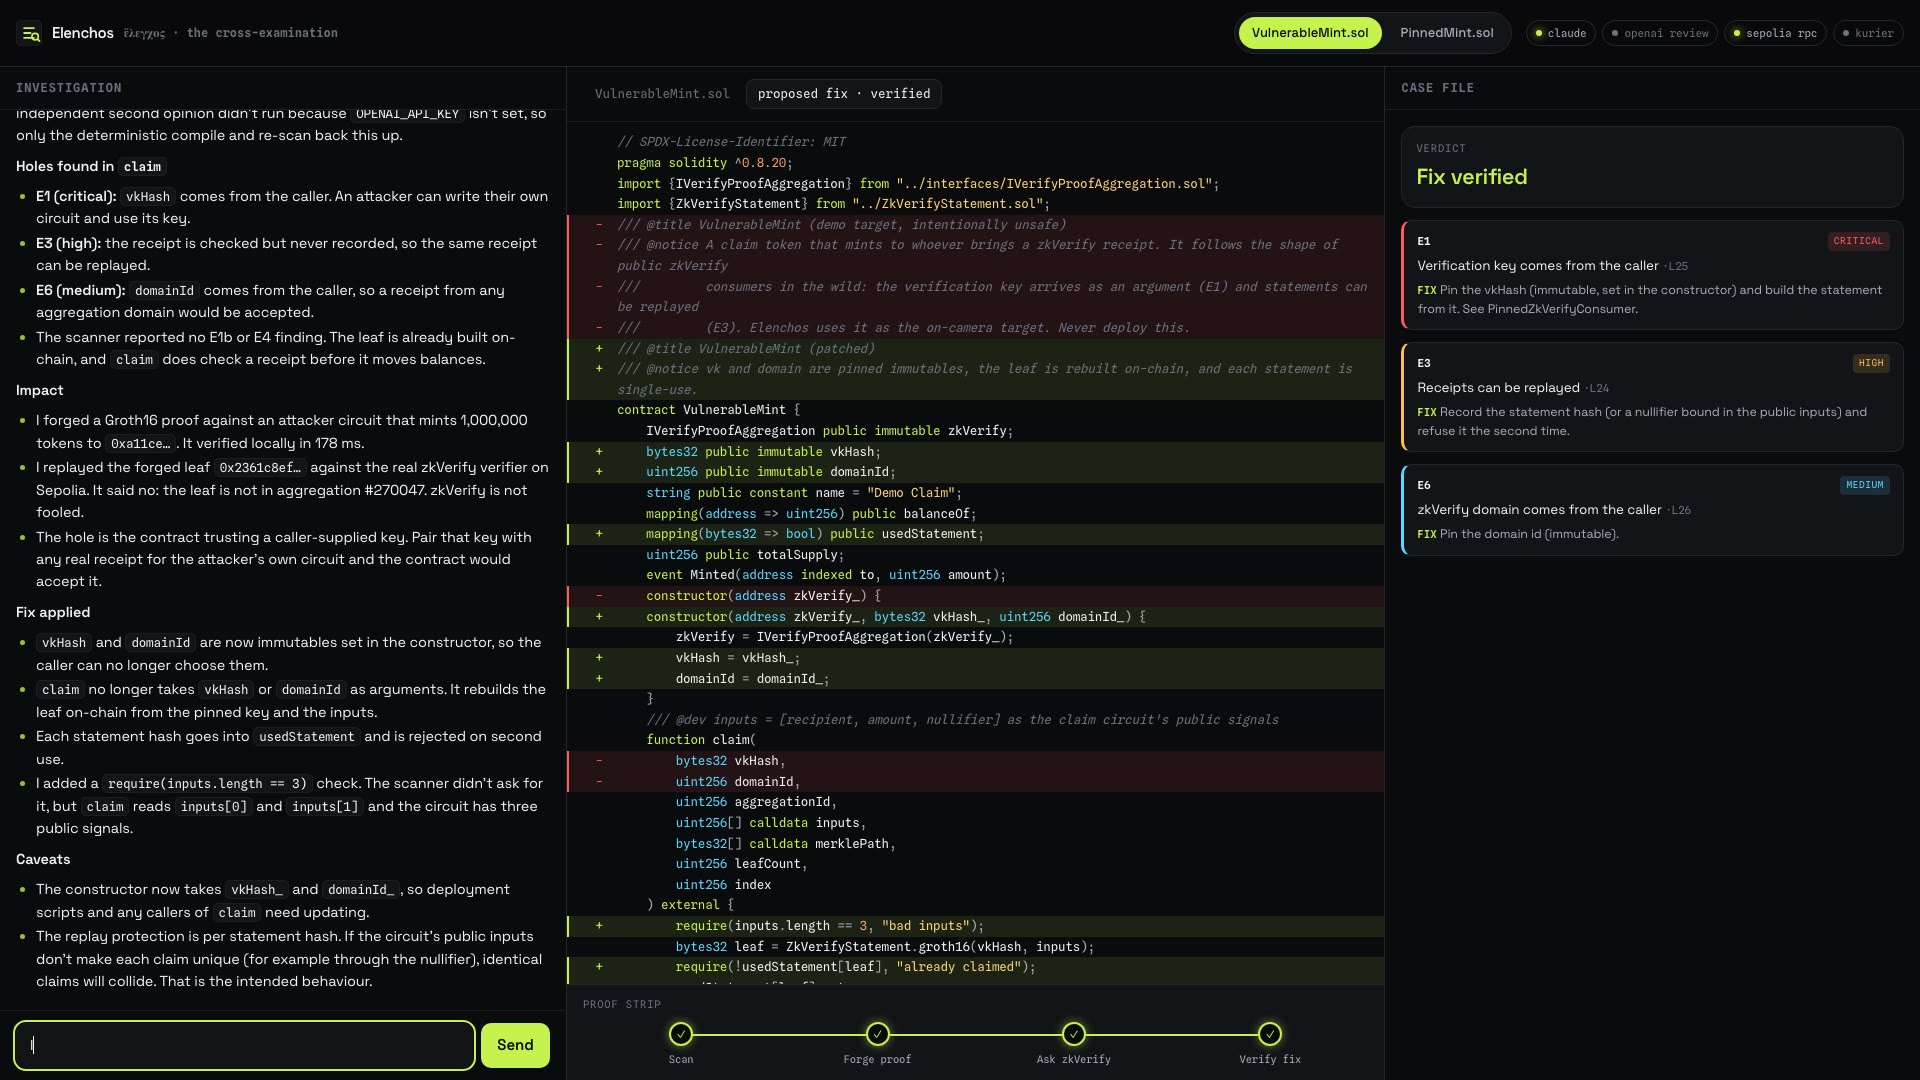 Elenchos ἔλεγχος · the cross-examination
VulnerableMint.sol PinnedMint.sol
claude openai review sepolia rpc kurier
INVESTIGATION
independent second opinion didn't run because OPENAI_API_KEY isn't set, so
only the deterministic compile and re-scan back this up.
Holes found in claim
• E1 (critical): vkHash comes from the caller. An attacker can write their own
circuit and use its key.
• E3 (high): the receipt is checked but never recorded, so the same receipt
can be replayed.
• E6 (medium): domainId comes from the caller, so a receipt from any
aggregation domain would be accepted.
• The scanner reported no E1b or E4 finding. The leaf is already built on-
chain, and claim does check a receipt before it moves balances.
Impact
• I forged a Groth16 proof against an attacker circuit that mints 1,000,000
tokens to 0xa11ce… . It verified locally in 178 ms.
• I replayed the forged leaf 0x2361c8ef… against the real zkVerify verifier on
Sepolia. It said no: the leaf is not in aggregation #270047. zkVerify is not
fooled.
• The hole is the contract trusting a caller-supplied key. Pair that key with
any real receipt for the attacker's own circuit and the contract would
accept it.
Fix applied
• vkHash and domainId are now immutables set in the constructor, so the
caller can no longer choose them.
• claim no longer takes vkHash or domainId as arguments. It rebuilds the
leaf on-chain from the pinned key and the inputs.
• Each statement hash goes into usedStatement and is rejected on second
use.
• I added a require(inputs.length == 3) check. The scanner didn't ask for
it, but claim reads inputs[0] and inputs[1] and the circuit has three
public signals.
Caveats
• The constructor now takes vkHash_ and domainId_, so deployment
scripts and any callers of claim need updating.
• The replay protection is per statement hash. If the circuit's public inputs
don't make each claim unique (for example through the nullifier), identical
claims will collide. That is the intended behaviour.
Send
VulnerableMint.sol proposed fix · verified
// SPDX-License-Identifier: MIT
pragma solidity ^0.8.20;
import {IVerifyProofAggregation} from "../interfaces/IVerifyProofAggregation.sol";
import {ZkVerifyStatement} from "../ZkVerifyStatement.sol";
- /// @title VulnerableMint (demo target, intentionally unsafe)
- /// @notice A claim token that mints to whoever brings a zkVerify receipt. It follows the shape of
public zkVerify
- /// consumers in the wild: the verification key arrives as an argument (E1) and statements can
be replayed
- /// (E3). Elenchos uses it as the on-camera target. Never deploy this.
+ /// @title VulnerableMint (patched)
+ /// @notice vk and domain are pinned immutables, the leaf is rebuilt on-chain, and each statement is
single-use.
contract VulnerableMint {
IVerifyProofAggregation public immutable zkVerify;
+ bytes32 public immutable vkHash;
+ uint256 public immutable domainId;
string public constant name = "Demo Claim";
mapping(address => uint256) public balanceOf;
+ mapping(bytes32 => bool) public usedStatement;
uint256 public totalSupply;
event Minted(address indexed to, uint256 amount);
- constructor(address zkVerify_) {
+ constructor(address zkVerify_, bytes32 vkHash_, uint256 domainId_) {
zkVerify = IVerifyProofAggregation(zkVerify_);
+ vkHash = vkHash_;
+ domainId = domainId_;
}
/// @dev inputs = [recipient, amount, nullifier] as the claim circuit's public signals
function claim(
- bytes32 vkHash,
- uint256 domainId,
uint256 aggregationId,
uint256[] calldata inputs,
bytes32[] calldata merklePath,
uint256 leafCount,
uint256 index
) external {
+ require(inputs.length == 3, "bad inputs");
bytes32 leaf = ZkVerifyStatement.groth16(vkHash, inputs);
+ require(!usedStatement[leaf], "already claimed");
PROOF STRIP
Scan Forge proof Ask zkVerify Verify fix
CASE FILE
VERDICT
Fix verified
E1 CRITICAL
Verification key comes from the caller ·L25
FIX Pin the vkHash (immutable, set in the constructor) and build the statement
from it. See PinnedZkVerifyConsumer.
E3 HIGH
Receipts can be replayed ·L24
FIX Record the statement hash (or a nullifier bound in the public inputs) and
refuse it the second time.
E6 MEDIUM
zkVerify domain comes from the caller ·L26
FIX Pin the domain id (immutable).